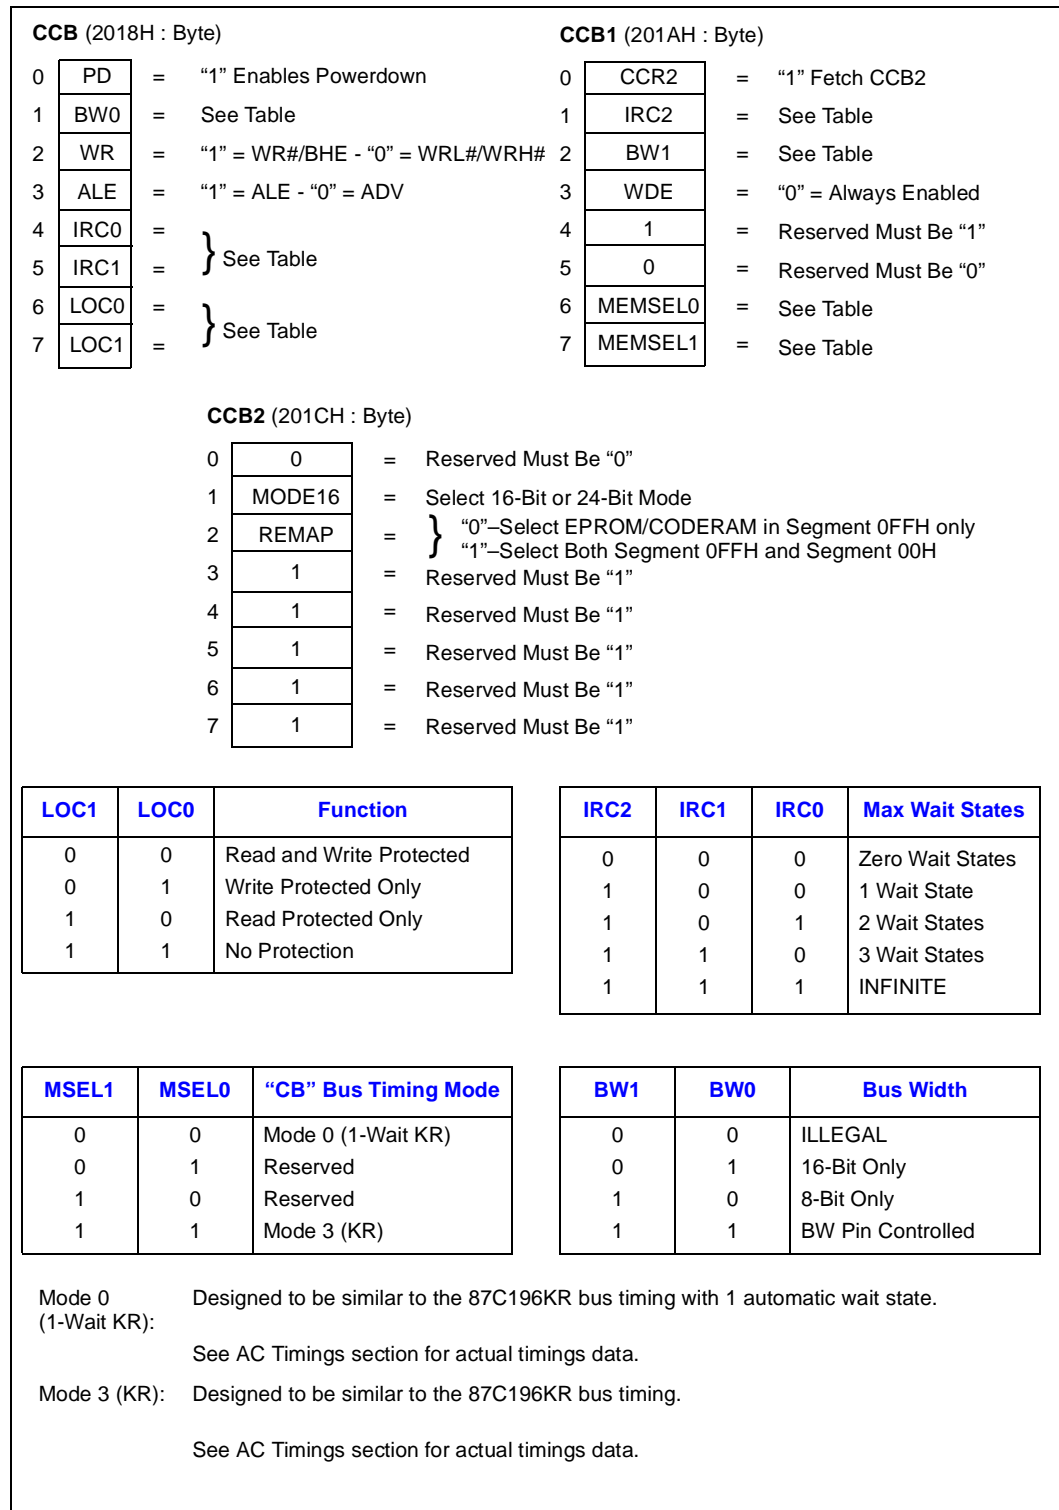 CCB (2018H : Byte)
0 PD = “1” Enables Powerdown
1 BW0 = See Table
2 WR = “1” = WR#/BHE - “0” = WRL#/WRH#
3 ALE = “1” = ALE - “0” = ADV
4 IRC0 =
5 IRC1 =
} See Table
6 LOC0 =
7 LOC1 =
} See Table
CCB1 (201AH : Byte)
0 CCR2 = “1” Fetch CCB2
1 IRC2 = See Table
2 BW1 = See Table
3 WDE = “0” = Always Enabled
4 1 = Reserved Must Be “1”
5 0 = Reserved Must Be “0”
6 MEMSEL0 = See Table
7 MEMSEL1 = See Table
CCB2 (201CH : Byte)
0 0 = Reserved Must Be “0”
1 MODE16 = Select 16-Bit or 24-Bit Mode
2 REMAP = } “0”–Select EPROM/CODERAM in Segment 0FFH only
“1”–Select Both Segment 0FFH and Segment 00H
3 1 = Reserved Must Be “1”
4 1 = Reserved Must Be “1”
5 1 = Reserved Must Be “1”
6 1 = Reserved Must Be “1”
7 1 = Reserved Must Be “1”
LOC1 LOC0 Function
0 0 Read and Write Protected
0 1 Write Protected Only
1 0 Read Protected Only
1 1 No Protection
IRC2 IRC1 IRC0 Max Wait States
0 0 0 Zero Wait States
1 0 0 1 Wait State
1 0 1 2 Wait States
1 1 0 3 Wait States
1 1 1 INFINITE
MSEL1 MSEL0 “CB” Bus Timing Mode
0 0 Mode 0 (1-Wait KR)
0 1 Reserved
1 0 Reserved
1 1 Mode 3 (KR)
BW1 BW0 Bus Width
0 0 ILLEGAL
0 1 16-Bit Only
1 0 8-Bit Only
1 1 BW Pin Controlled
Mode 0 Designed to be similar to the 87C196KR bus timing with 1 automatic wait state.
(1-Wait KR):
See AC Timings section for actual timings data.
Mode 3 (KR): Designed to be similar to the 87C196KR bus timing.
See AC Timings section for actual timings data.